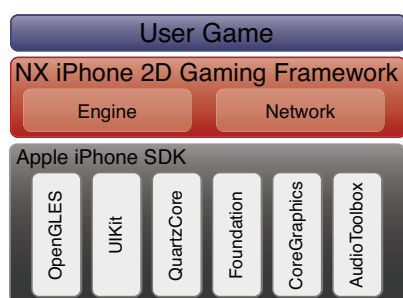 User Game
NX iPhone 2D Gaming Framework
Engine
Network
Apple iPhone SDK
OpenGLES
UIKit
QuartzCore
Foundation
CoreGraphics
AudioToolbox